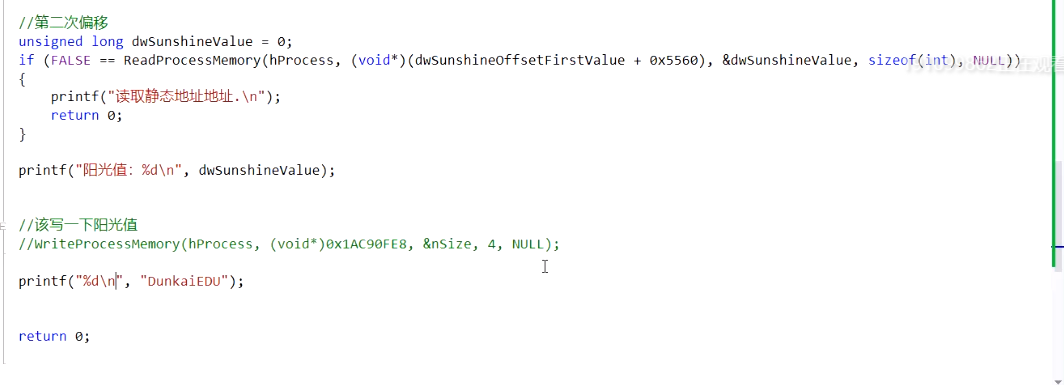 //第二次偏移
unsigned long dwSunshineValue = 0;
if (FALSE == ReadProcessMemory(hProcess, (void*)(dwSunshineOffsetFirstValue + 0x5560), &dwSunshineValue, sizeof(int), NULL))
{
printf("读取静态地址地址.\n");
return 0;
}
printf("阳光值: %d\n", dwSunshineValue);
//该写一下阳光值
//WriteProcessMemory(hProcess, (void*)0x1AC90FE8, &nSize, 4, NULL);
printf("%d\n", "DunkaiEDU");
return 0;